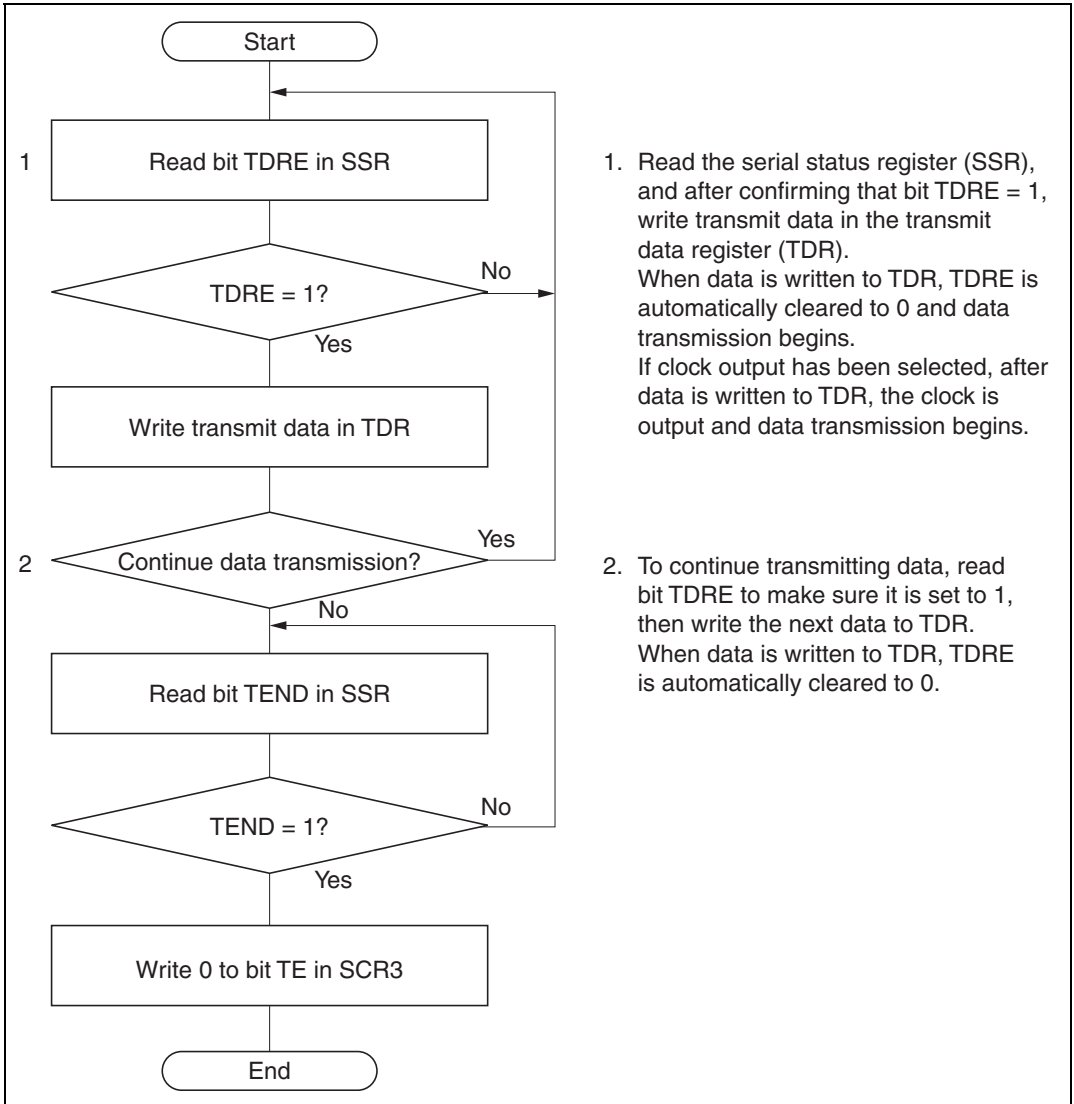 Start
1
Read bit TDRE in SSR
TDRE = 1?
No
Yes
Write transmit data in TDR
2
Continue data transmission?
Yes
No
Read bit TEND in SSR
TEND = 1?
No
Yes
Write 0 to bit TE in SCR3
End
1. Read the serial status register (SSR),
and after confirming that bit TDRE = 1,
write transmit data in the transmit
data register (TDR).
When data is written to TDR, TDRE is
automatically cleared to 0 and data
transmission begins.
If clock output has been selected, after
data is written to TDR, the clock is
output and data transmission begins.
2. To continue transmitting data, read
bit TDRE to make sure it is set to 1,
then write the next data to TDR.
When data is written to TDR, TDRE
is automatically cleared to 0.